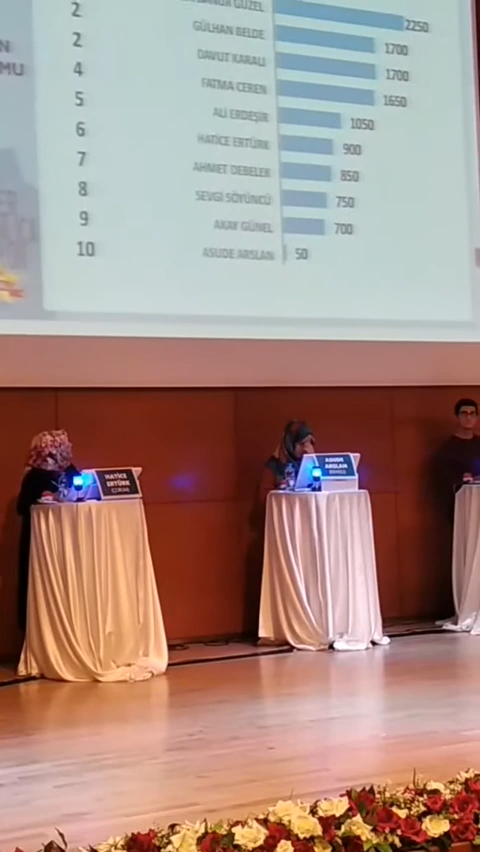 2 GÜZEL 2250
2 GÜLHAN BELDE 1700
4 DAVUT KARALI 1700
5 FATMA CEREN 1650
6 ALİ ERDEŞİR 1050
7 HATİCE ERTÜRK 900
8 AHMET DEBELEK 850
9 SEVGİ SÖYÜNCÜ 750
10 AKAY GÜNEL 700
ASUDE ARSLAN 50
HATİCE
ERTÜRK
ASUDE
ARSLAN